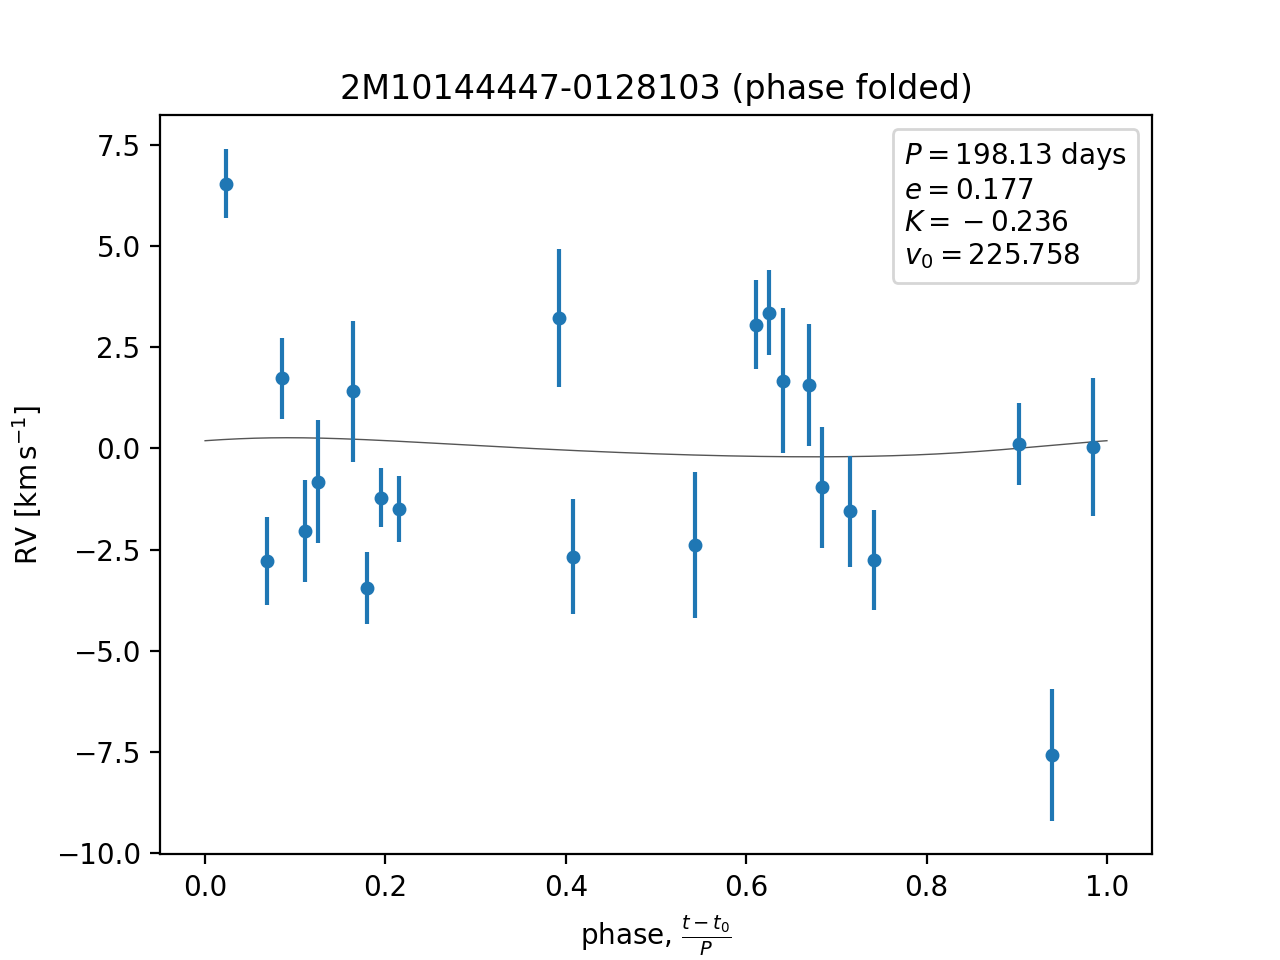 2M10144447-0128103 (phase folded)
P = 198.13 days
e = 0.177
K = −0.236
v₀ = 225.758
RV [km s⁻¹]
7.5
5.0
2.5
0.0
−2.5
−5.0
−7.5
−10.0
0.0 0.2 0.4 0.6 0.8 1.0
phase, (t − t₀)/P